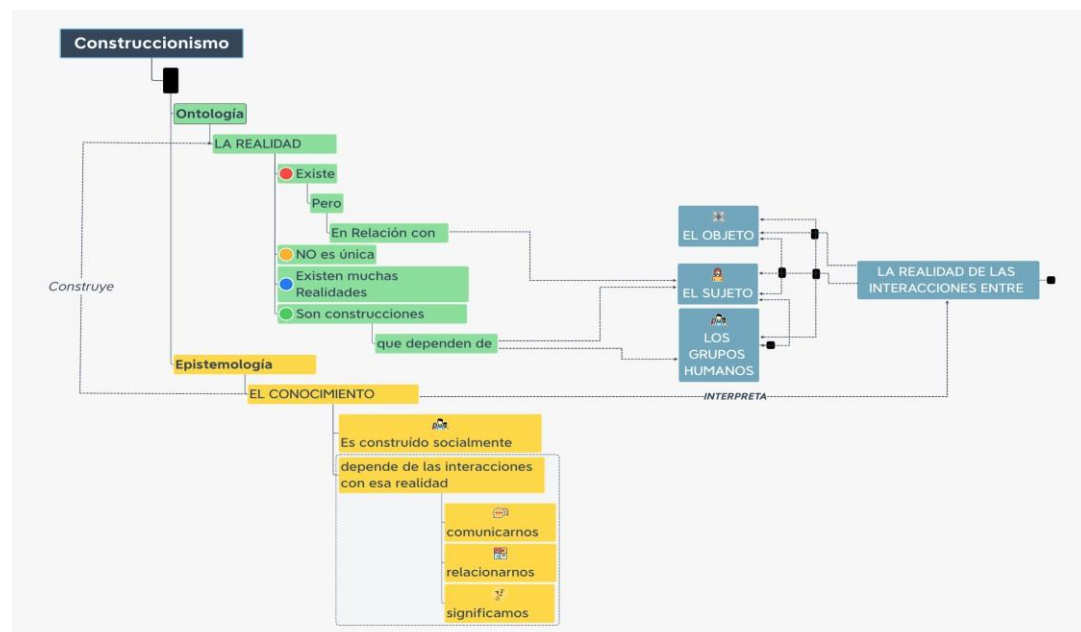 Construccionismo
Ontología
LA REALIDAD
Existe
Pero
En Relación con
NO es única
Existen muchas
Realidades
Son construcciones
que dependen de
Construye
EL OBJETO
EL SUJETO
LOS
GRUPOS
HUMANOS
LA REALIDAD DE LAS
INTERACCIONES ENTRE
Epistemología
EL CONOCIMIENTO
INTERPRETA
Es construído socialmente
depende de las interacciones
con esa realidad
comunicarnos
relacionarnos
significamos